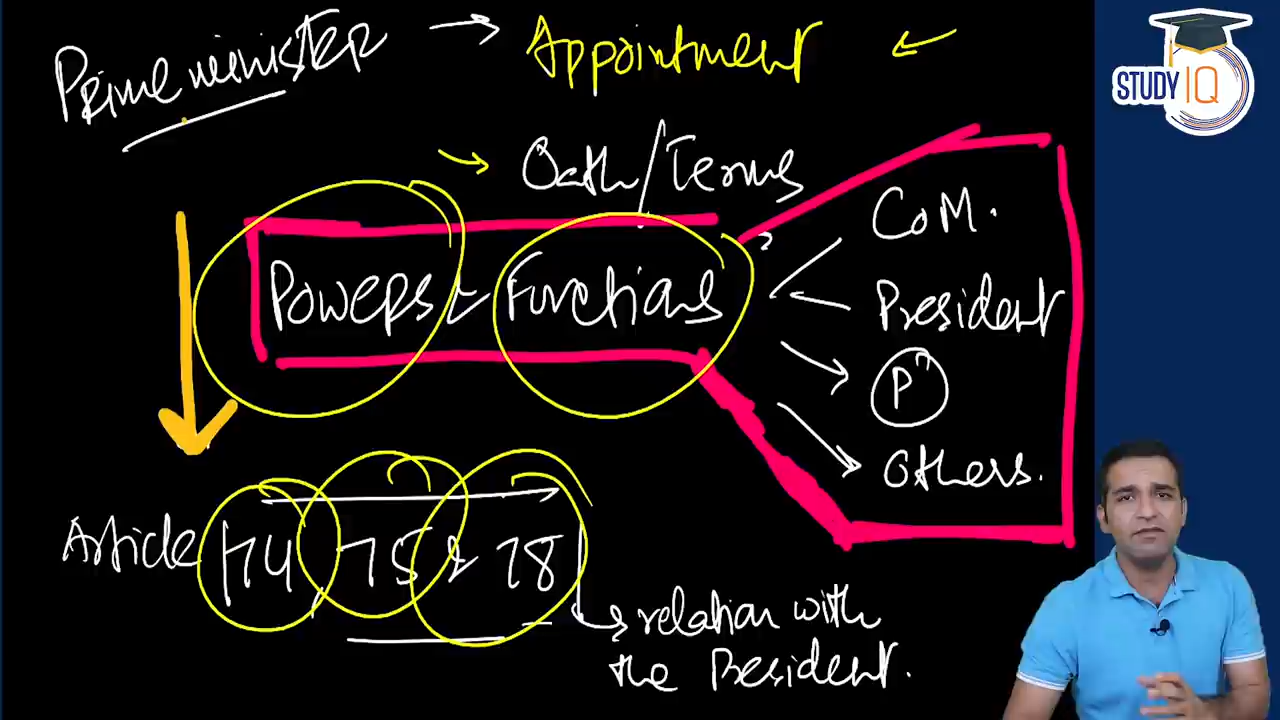 Prime minister → Appointment ←
STUDY IQ
→ Oath/Terms
Powers & Functions
CoM.
President
P
Others.
Article 74, 75 & 78
→ relation with
the President.